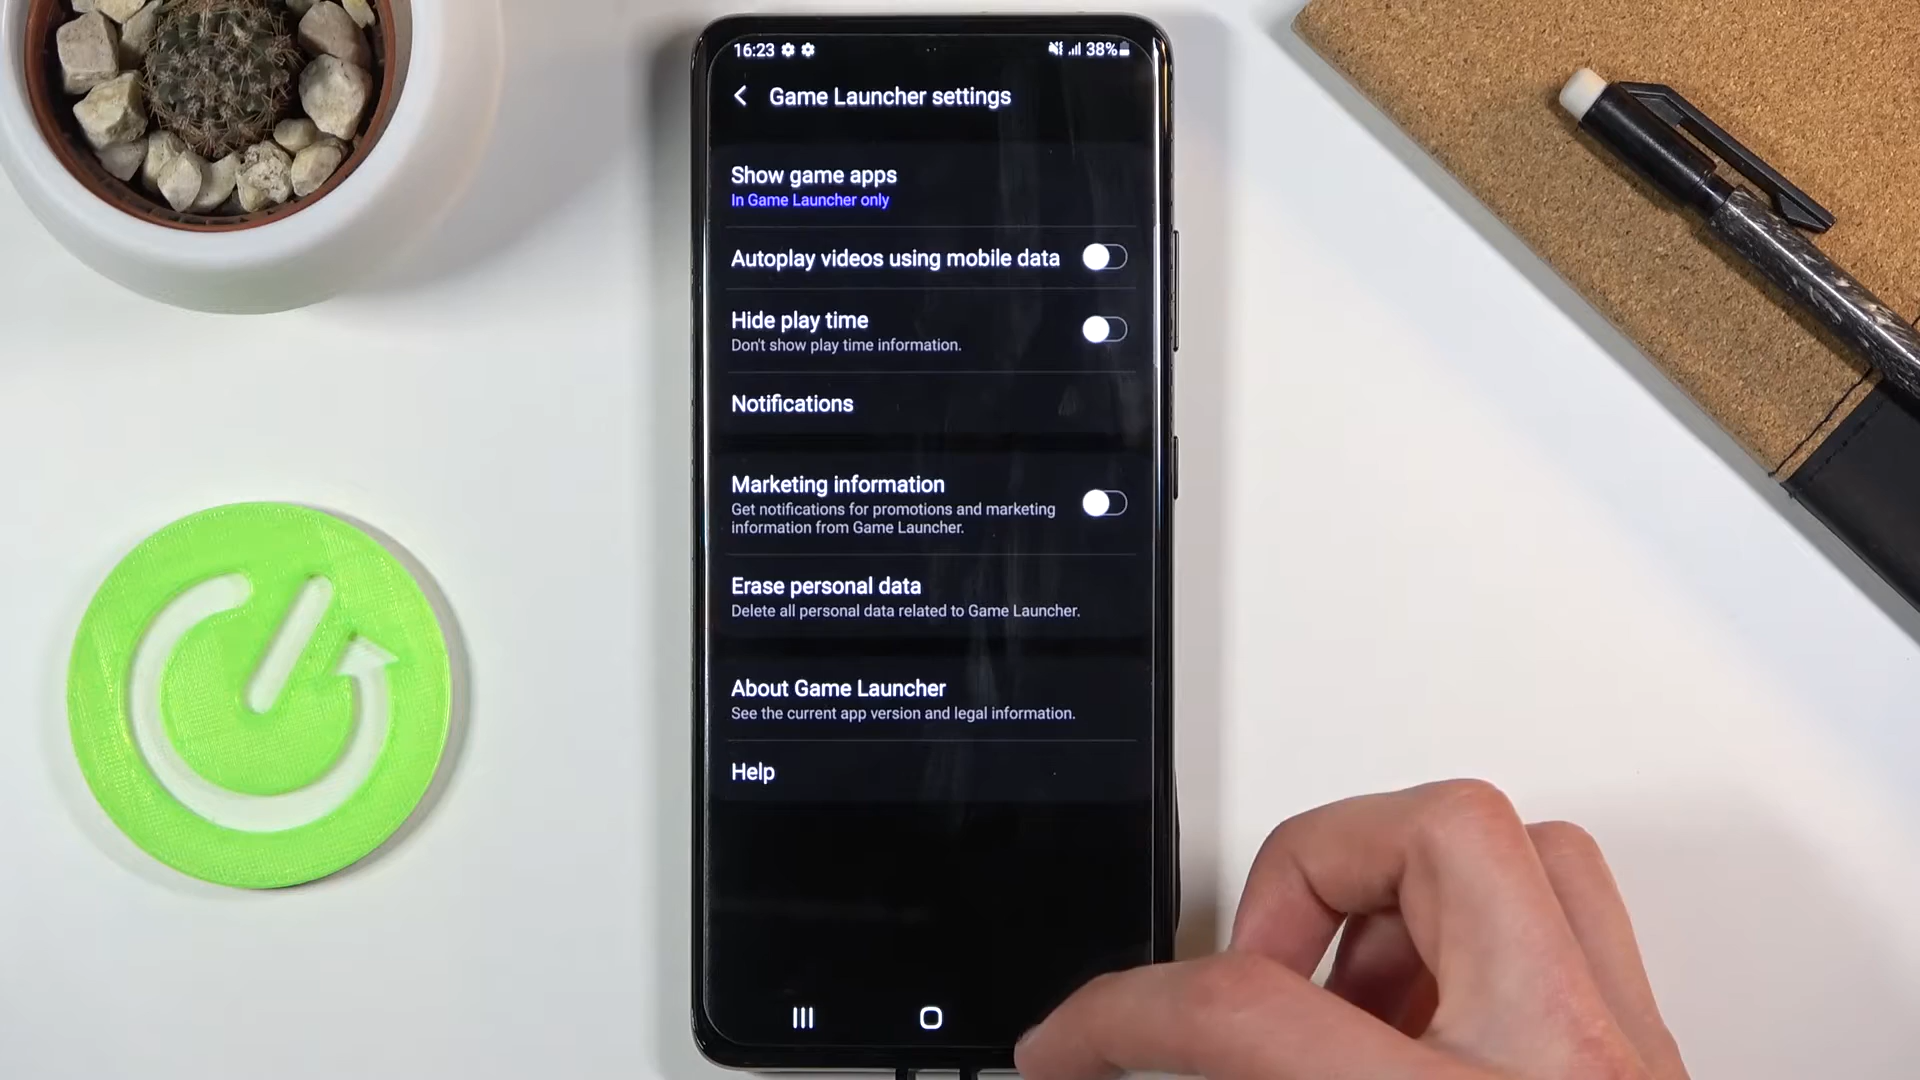 16:23 38%
Game Launcher settings
Show game apps
In Game Launcher only
Autoplay videos using mobile data
Hide play time
Don't show play time information.
Notifications
Marketing information
Get notifications for promotions and marketing
information from Game Launcher.
Erase personal data
Delete all personal data related to Game Launcher.
About Game Launcher
See the current app version and legal information.
Help